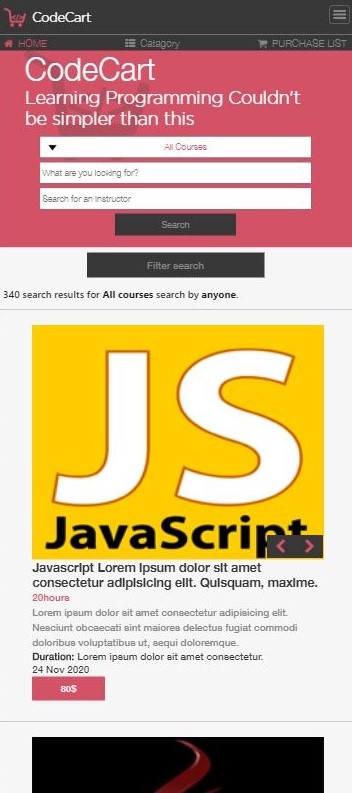 CodeCart
HOME
Catagory
PURCHASE LIST
CodeCart
Learning Programming Couldn't
be simpler than this
All Courses
What are you looking for?
Search for an instructor
Search
Filter search
340 search results for All courses search by anyone.
JS
JavaScript
Javascript Lorem ipsum dolor sit amet
consectetur adipisicing elit. Quisquam, maxime.
20hours
Lorem ipsum dolor sit amet consectetur adipisicing elit.
Nesciunt obcaecati sint maiores delectus fugiat commodi
doloribus voluptatibus ut, sequi doloremque.
Duration: Lorem ipsum dolor sit amet consectetur.
24 Nov 2020
80$